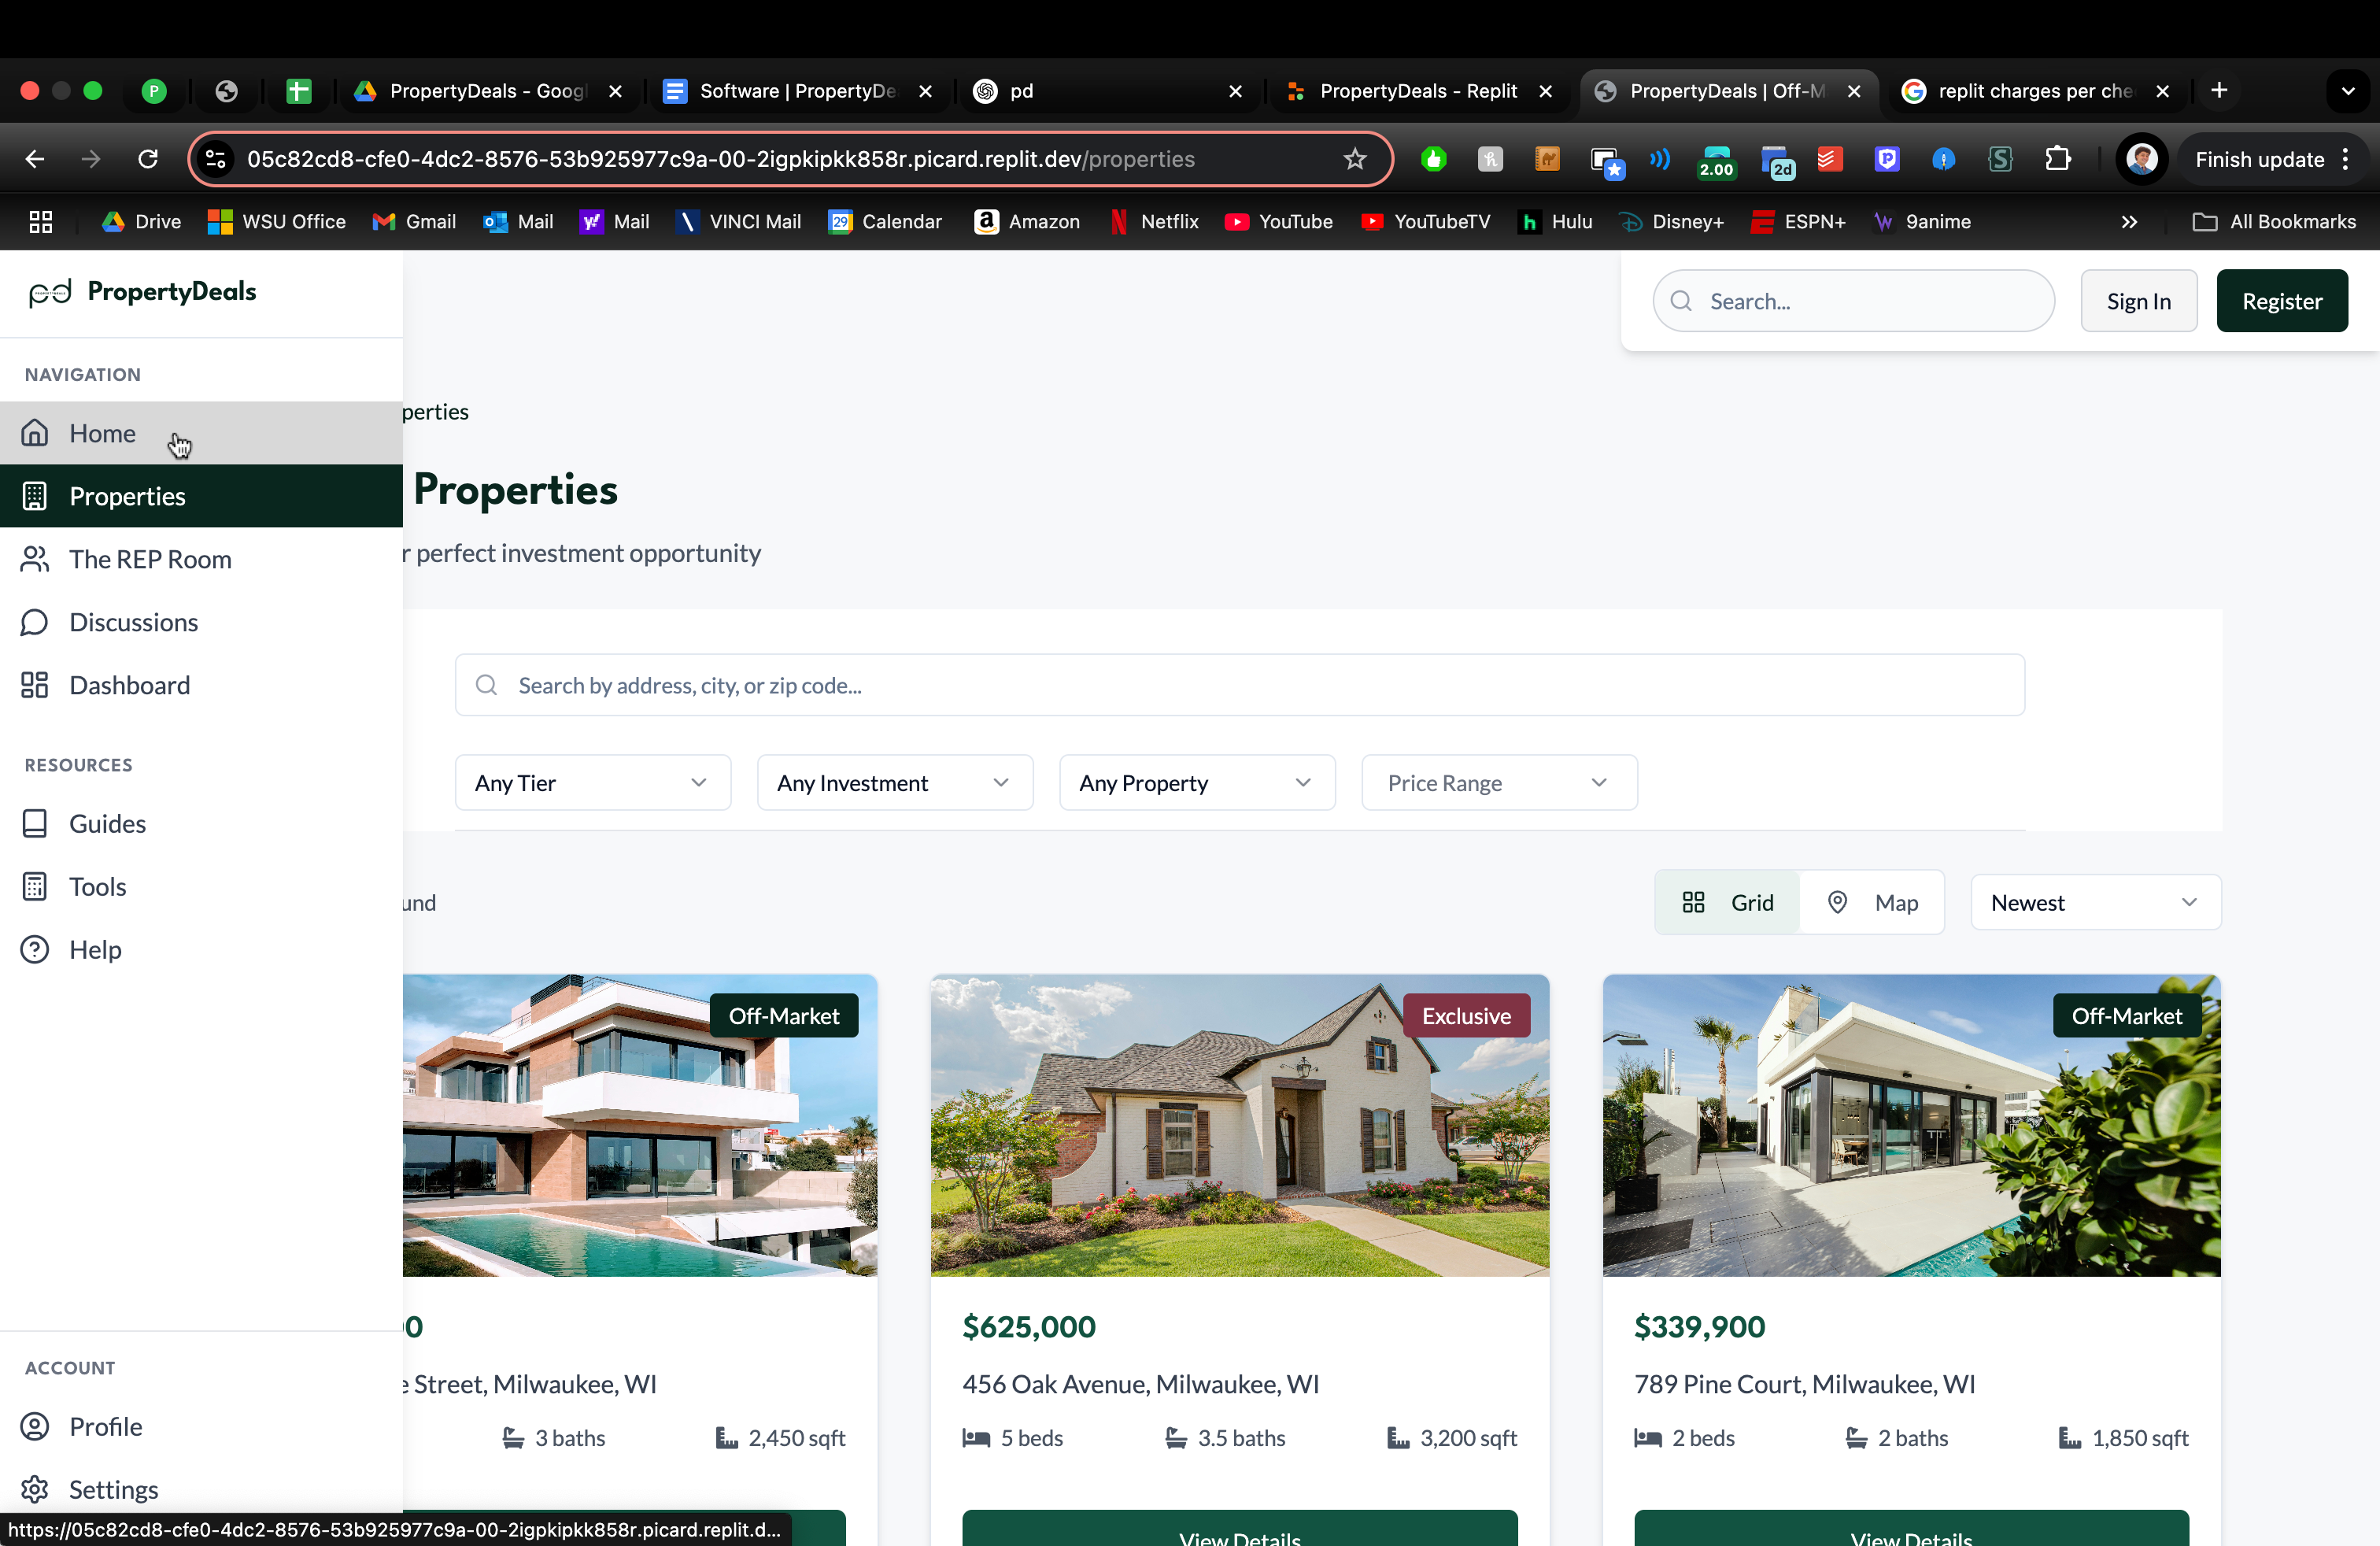 P
PropertyDeals - Goog
Software | PropertyDe
pd
PropertyDeals - Replit
PropertyDeals | Off-M
replit charges per che
05c82cd8-cfe0-4dc2-8576-53b925977c9a-00-2igpkipkk858r.picard.replit.dev/properties
2.00
2d
Finish update
Drive
WSU Office
Gmail
Mail
Mail
VINCI Mail
29
Calendar
Amazon
Netflix
YouTube
YouTubeTV
Hulu
Disney+
ESPN+
9anime
All Bookmarks
pd PropertyDeals
Search...
Sign In
Register
NAVIGATION
Home
Properties
The REP Room
Discussions
Dashboard
RESOURCES
Guides
Tools
Help
ACCOUNT
Profile
Settings
perties
Properties
r perfect investment opportunity
Search by address, city, or zip code...
Any Tier
Any Investment
Any Property
Price Range
und
Grid
Map
Newest
Off-Market
Exclusive
Off-Market
0
e Street, Milwaukee, WI
3 baths
2,450 sqft
$625,000
456 Oak Avenue, Milwaukee, WI
5 beds
3.5 baths
3,200 sqft
View Details
$339,900
789 Pine Court, Milwaukee, WI
2 beds
2 baths
1,850 sqft
View Details
https://05c82cd8-cfe0-4dc2-8576-53b925977c9a-00-2igpkipkk858r.picard.replit.d...